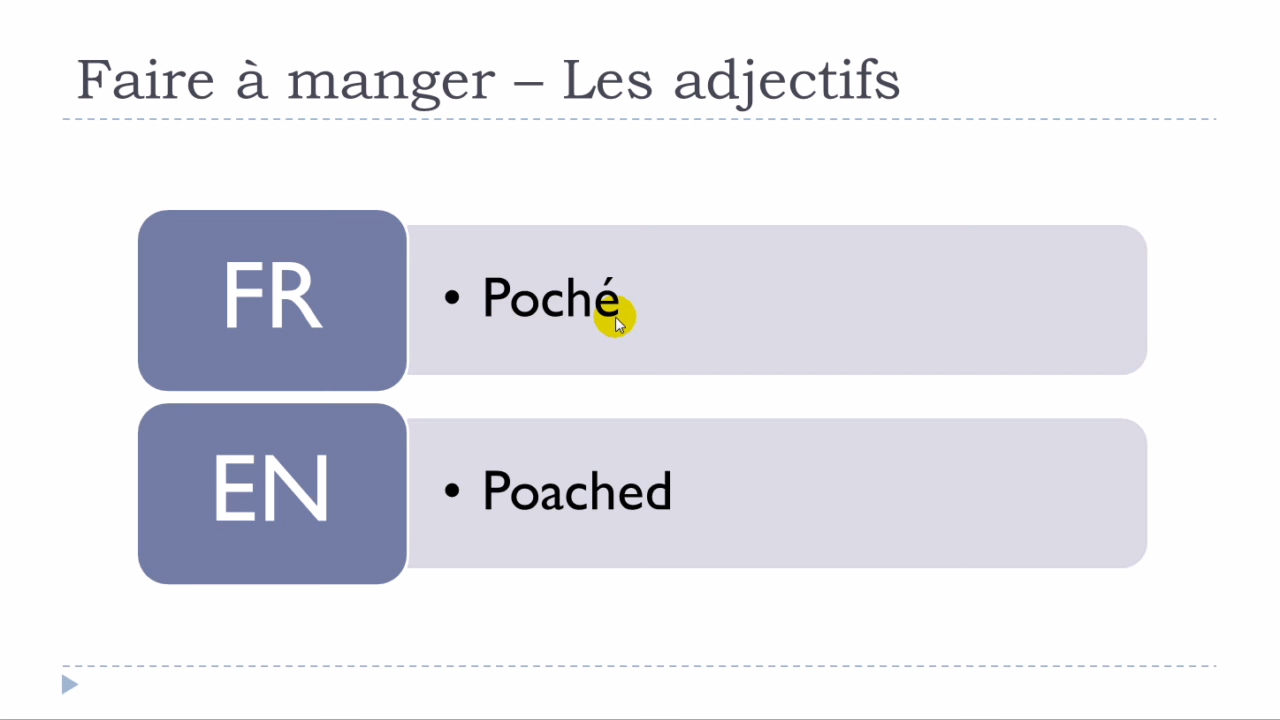 Faire à manger – Les adjectifs
FR
• Poché
EN
• Poached